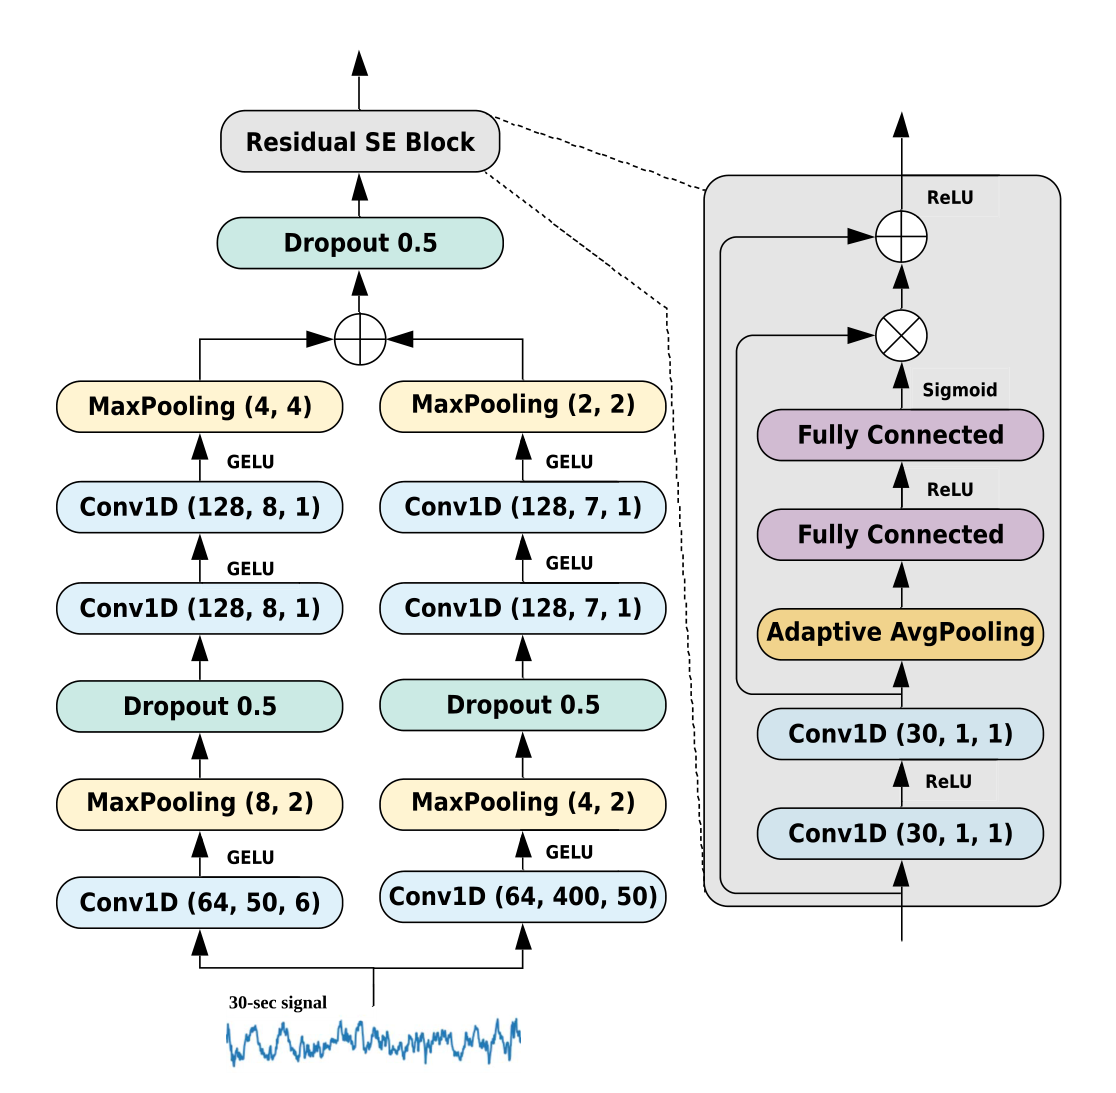 Residual SE Block
Dropout 0.5
MaxPooling (4, 4)
MaxPooling (2, 2)
GELU
GELU
Conv1D (128, 8, 1)
Conv1D (128, 7, 1)
GELU
GELU
Conv1D (128, 8, 1)
Conv1D (128, 7, 1)
Dropout 0.5
Dropout 0.5
MaxPooling (8, 2)
MaxPooling (4, 2)
GELU
GELU
Conv1D (64, 50, 6)
Conv1D (64, 400, 50)
30-sec signal
ReLU
Sigmoid
Fully Connected
ReLU
Fully Connected
Adaptive AvgPooling
Conv1D (30, 1, 1)
ReLU
Conv1D (30, 1, 1)